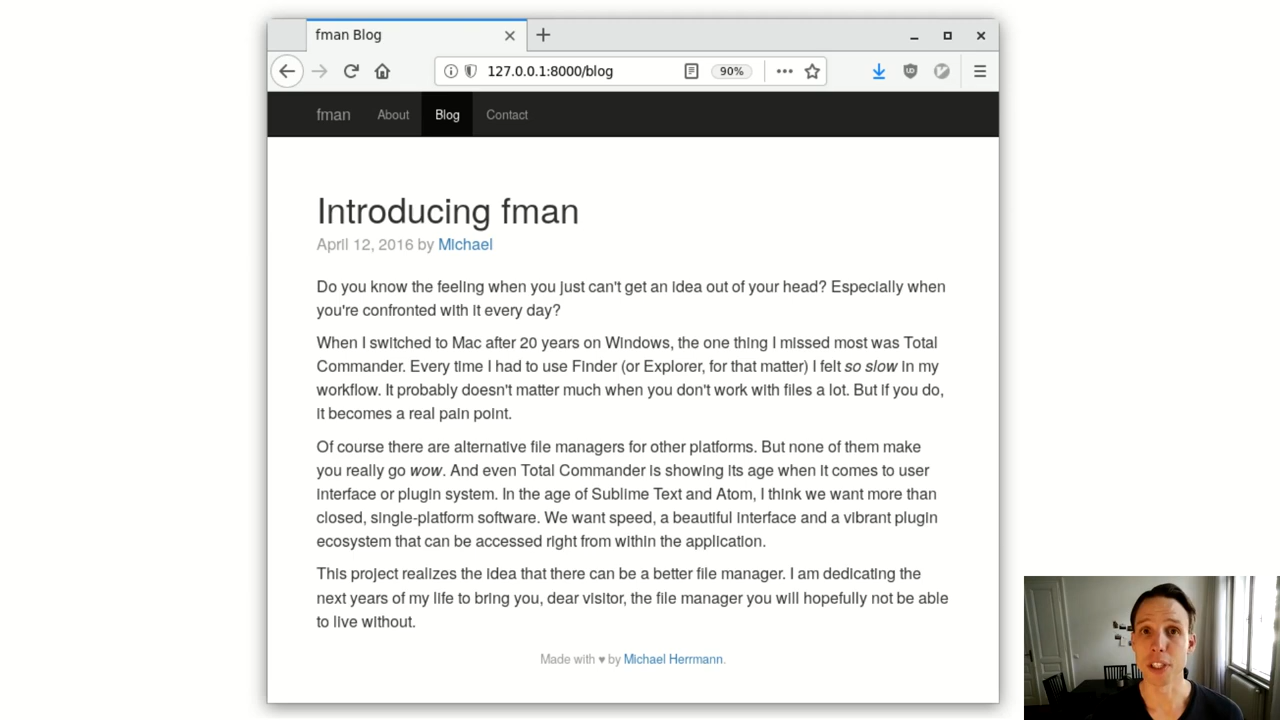 fman Blog
127.0.0.1:8000/blog
90%
fman About Blog Contact
Introducing fman
April 12, 2016 by Michael
Do you know the feeling when you just can't get an idea out of your head? Especially when
you're confronted with it every day?
When I switched to Mac after 20 years on Windows, the one thing I missed most was Total
Commander. Every time I had to use Finder (or Explorer, for that matter) I felt so slow in my
workflow. It probably doesn't matter much when you don't work with files a lot. But if you do,
it becomes a real pain point.
Of course there are alternative file managers for other platforms. But none of them make
you really go wow. And even Total Commander is showing its age when it comes to user
interface or plugin system. In the age of Sublime Text and Atom, I think we want more than
closed, single-platform software. We want speed, a beautiful interface and a vibrant plugin
ecosystem that can be accessed right from within the application.
This project realizes the idea that there can be a better file manager. I am dedicating the
next years of my life to bring you, dear visitor, the file manager you will hopefully not be able
to live without.
Made with ♥ by Michael Herrmann.